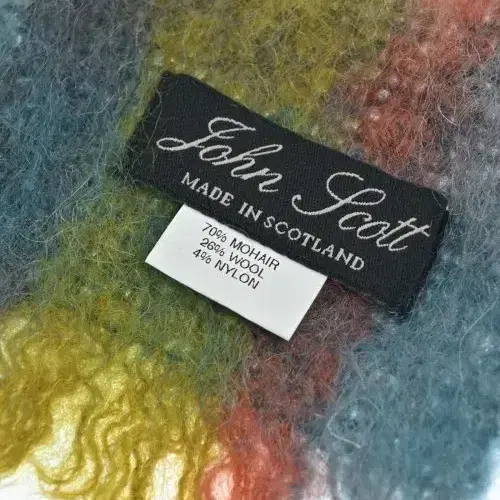 John Scott
MADE IN SCOTLAND
70% MOHAIR
26% WOOL
4% NYLON